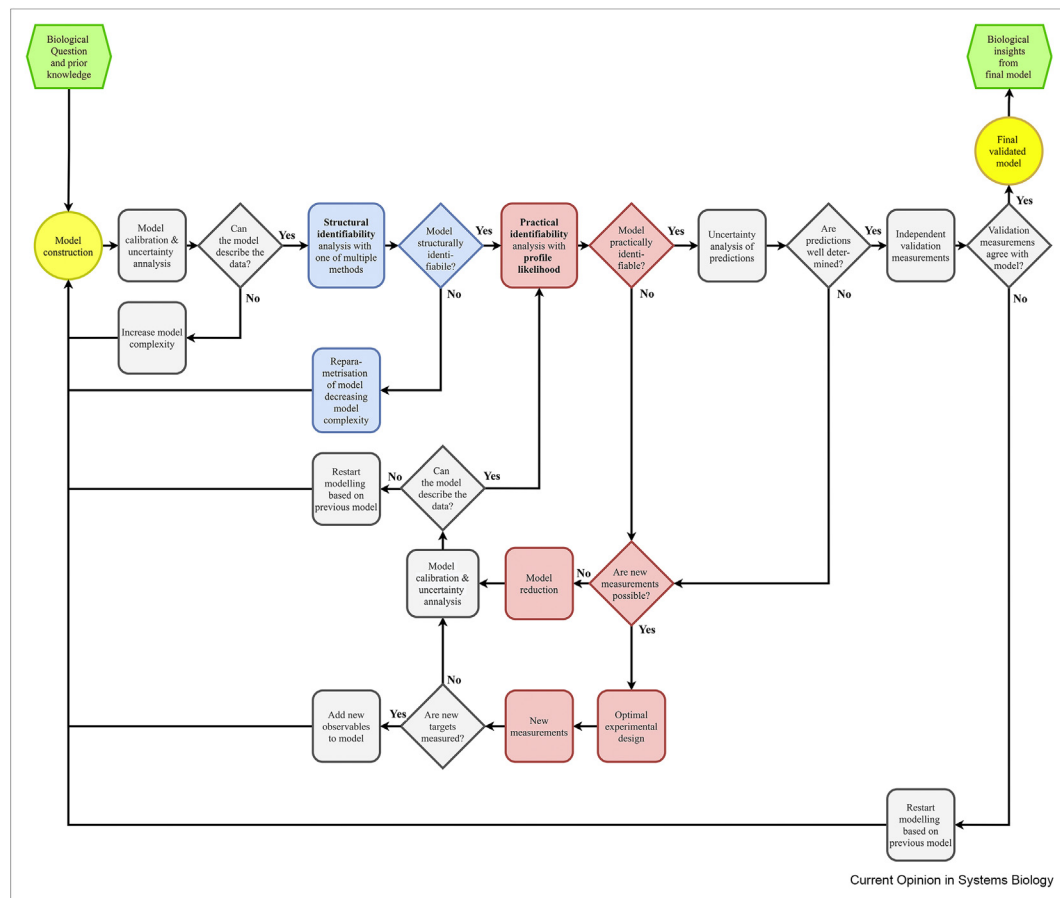 Biological
Question
and prior
knowledge
Biological
insights
from
final model
Final
validated
model
Yes
Model
construction
Model
calibration &
uncertainty
annalysis
Can
the model
describe the
data?
Yes
Structural
identifiability
analysis with
one of multiple
methods
Model
structurally
identi-
fiabile?
Yes
Practical
identifiability
analysis with
profile
likelihood
Model
practically
identi-
fiable?
Yes
Uncertainty
analysis of
predictions
Are
predictions
well deter-
mined?
Yes
Independent
validation
measurements
Validation
measuremens
agree with
model?
No
No
No
No
No
Increase model
complexity
Repara-
metrisation
of model
decreasing
model
complexity
Restart
modelling
based on
previous model
No
Can
the model
describe the
data?
Yes
Model
calibration &
uncertainty
annalysis
Model
reduction
No
Are new
measurements
possible?
Yes
No
Add new
observables
to model
Yes
Are new
targets
measured?
New
measurements
Optimal
experimental
design
Restart
modelling
based on
previous model
Current Opinion in Systems Biology